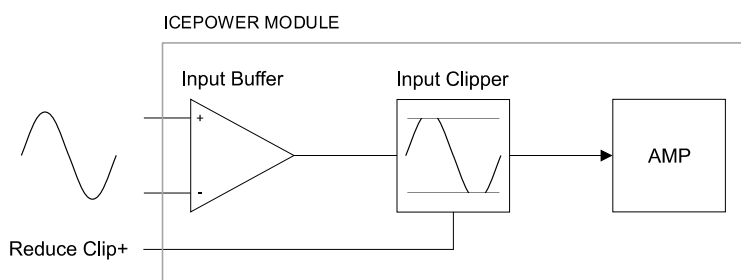 ICEPOWER MODULE
Input Buffer
Input Clipper
+
-
AMP
Reduce Clip+